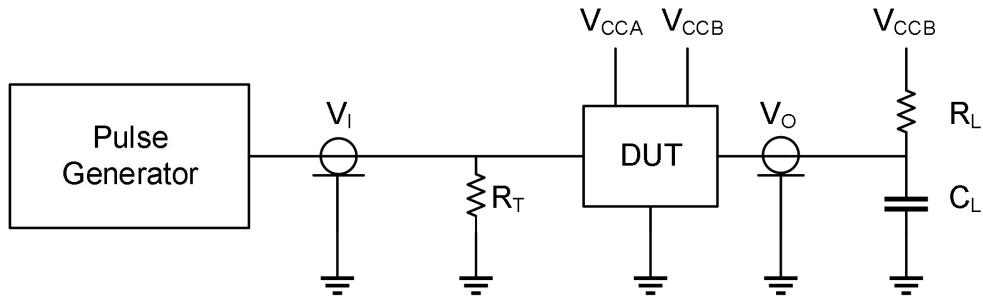 V_CCA V_CCB V_CCB
Pulse
Generator
V_I
R_T
DUT
V_O
R_L
C_L